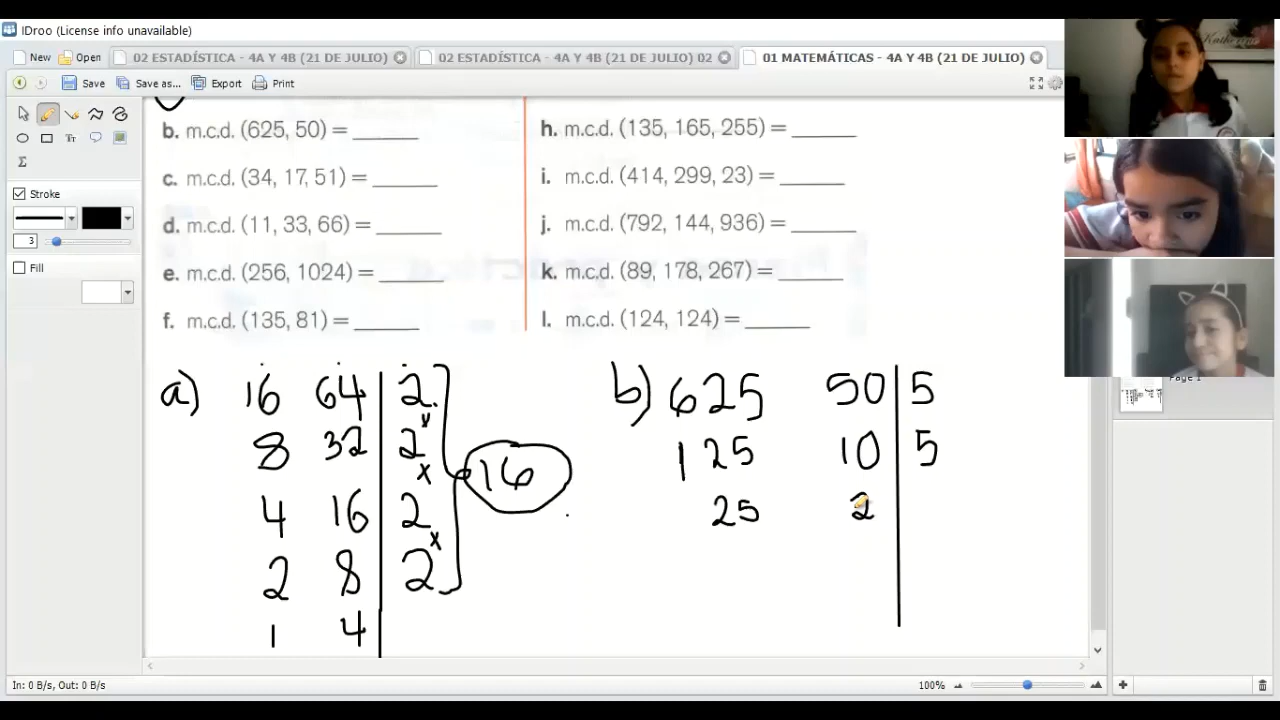 IDroo (License info unavailable)
New Open 02 ESTADÍSTICA - 4A Y 4B (21 DE JULIO) 02 ESTADÍSTICA - 4A Y 4B (21 DE JULIO) 02 01 MATEMÁTICAS - 4A Y 4B (21 DE JULIO)
Save Save as... Export Print
Stroke
3
Fill
b. m.c.d. (625, 50) = ______
c. m.c.d. (34, 17, 51) = ______
d. m.c.d. (11, 33, 66) = ______
e. m.c.d. (256, 1024) = ______
f. m.c.d. (135, 81) = ______
h. m.c.d. (135, 165, 255) = ______
i. m.c.d. (414, 299, 23) = ______
j. m.c.d. (792, 144, 936) = ______
k. m.c.d. (89, 178, 267) = ______
l. m.c.d. (124, 124) = ______
a) 16 64 2
x
8 32 2
x
4 16 2
x
2 8 2
1 4
16
b) 625 50 5
125 10 5
25 2
Katherine
Page 1
In: 0 B/s, Out: 0 B/s
100%